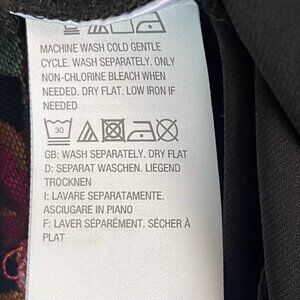 MACHINE WASH COLD GENTLE
CYCLE. WASH SEPARATELY. ONLY
NON-CHLORINE BLEACH WHEN
NEEDED. DRY FLAT. LOW IRON IF
NEEDED
30
GB: WASH SEPARATELY. DRY FLAT
D: SEPARAT WASCHEN. LIEGEND
TROCKNEN
I: LAVARE SEPARATAMENTE.
ASCIUGARE IN PIANO
F: LAVER SÉPARÉMENT. SÉCHER À
PLAT